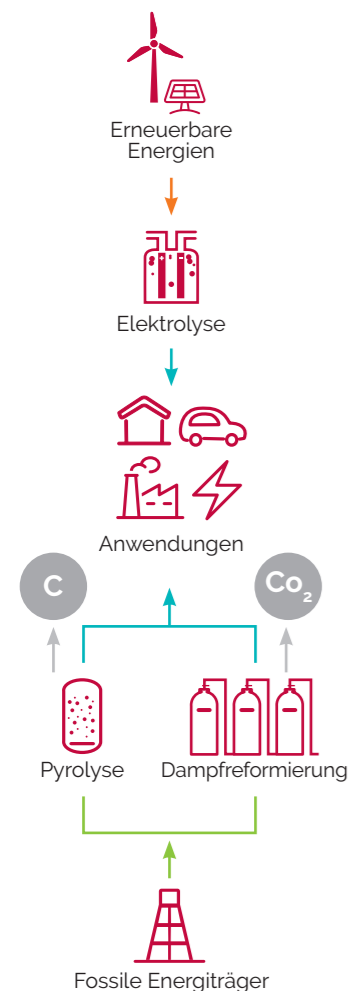 Erneuerbare
Energien
Elektrolyse
Anwendungen
C
Co₂
Pyrolyse
Dampfreformierung
Fossile Energiträger